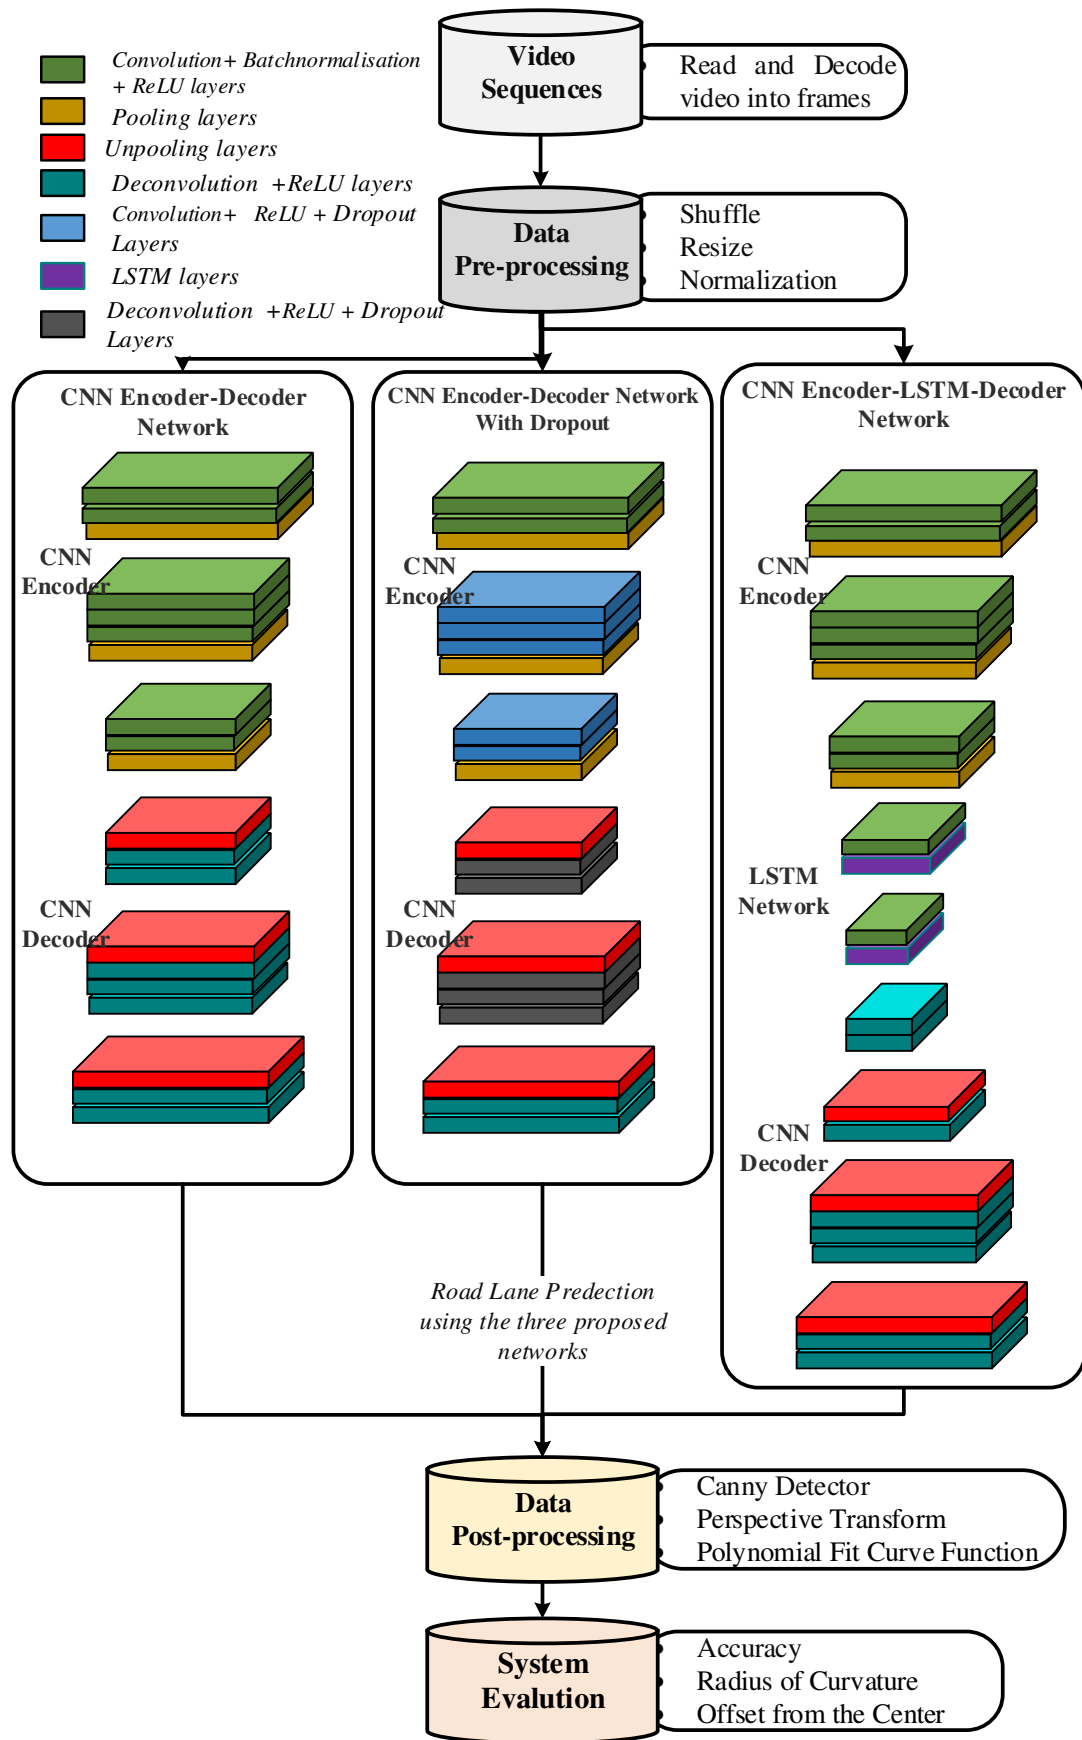 Video
Sequences
Read and Decode
video into frames
Convolution+ Batchnormalisation
+ ReLU layers
Pooling layers
Unpooling layers
Deconvolution +ReLU layers
Convolution+ ReLU + Dropout
Layers
LSTM layers
Deconvolution +ReLU + Dropout
Layers
Data
Pre-processing
Shuffle
Resize
Normalization
CNN Encoder-Decoder
Network
CNN
Encoder
CNN
Decoder
CNN Encoder-Decoder Network
With Dropout
CNN
Encoder
CNN
Decoder
CNN Encoder-LSTM-Decoder
Network
CNN
Encoder
LSTM
Network
CNN
Decoder
Road Lane Predection
using the three proposed
networks
Data
Post-processing
Canny Detector
Perspective Transform
Polynomial Fit Curve Function
System
Evalution
Accuracy
Radius of Curvature
Offset from the Center